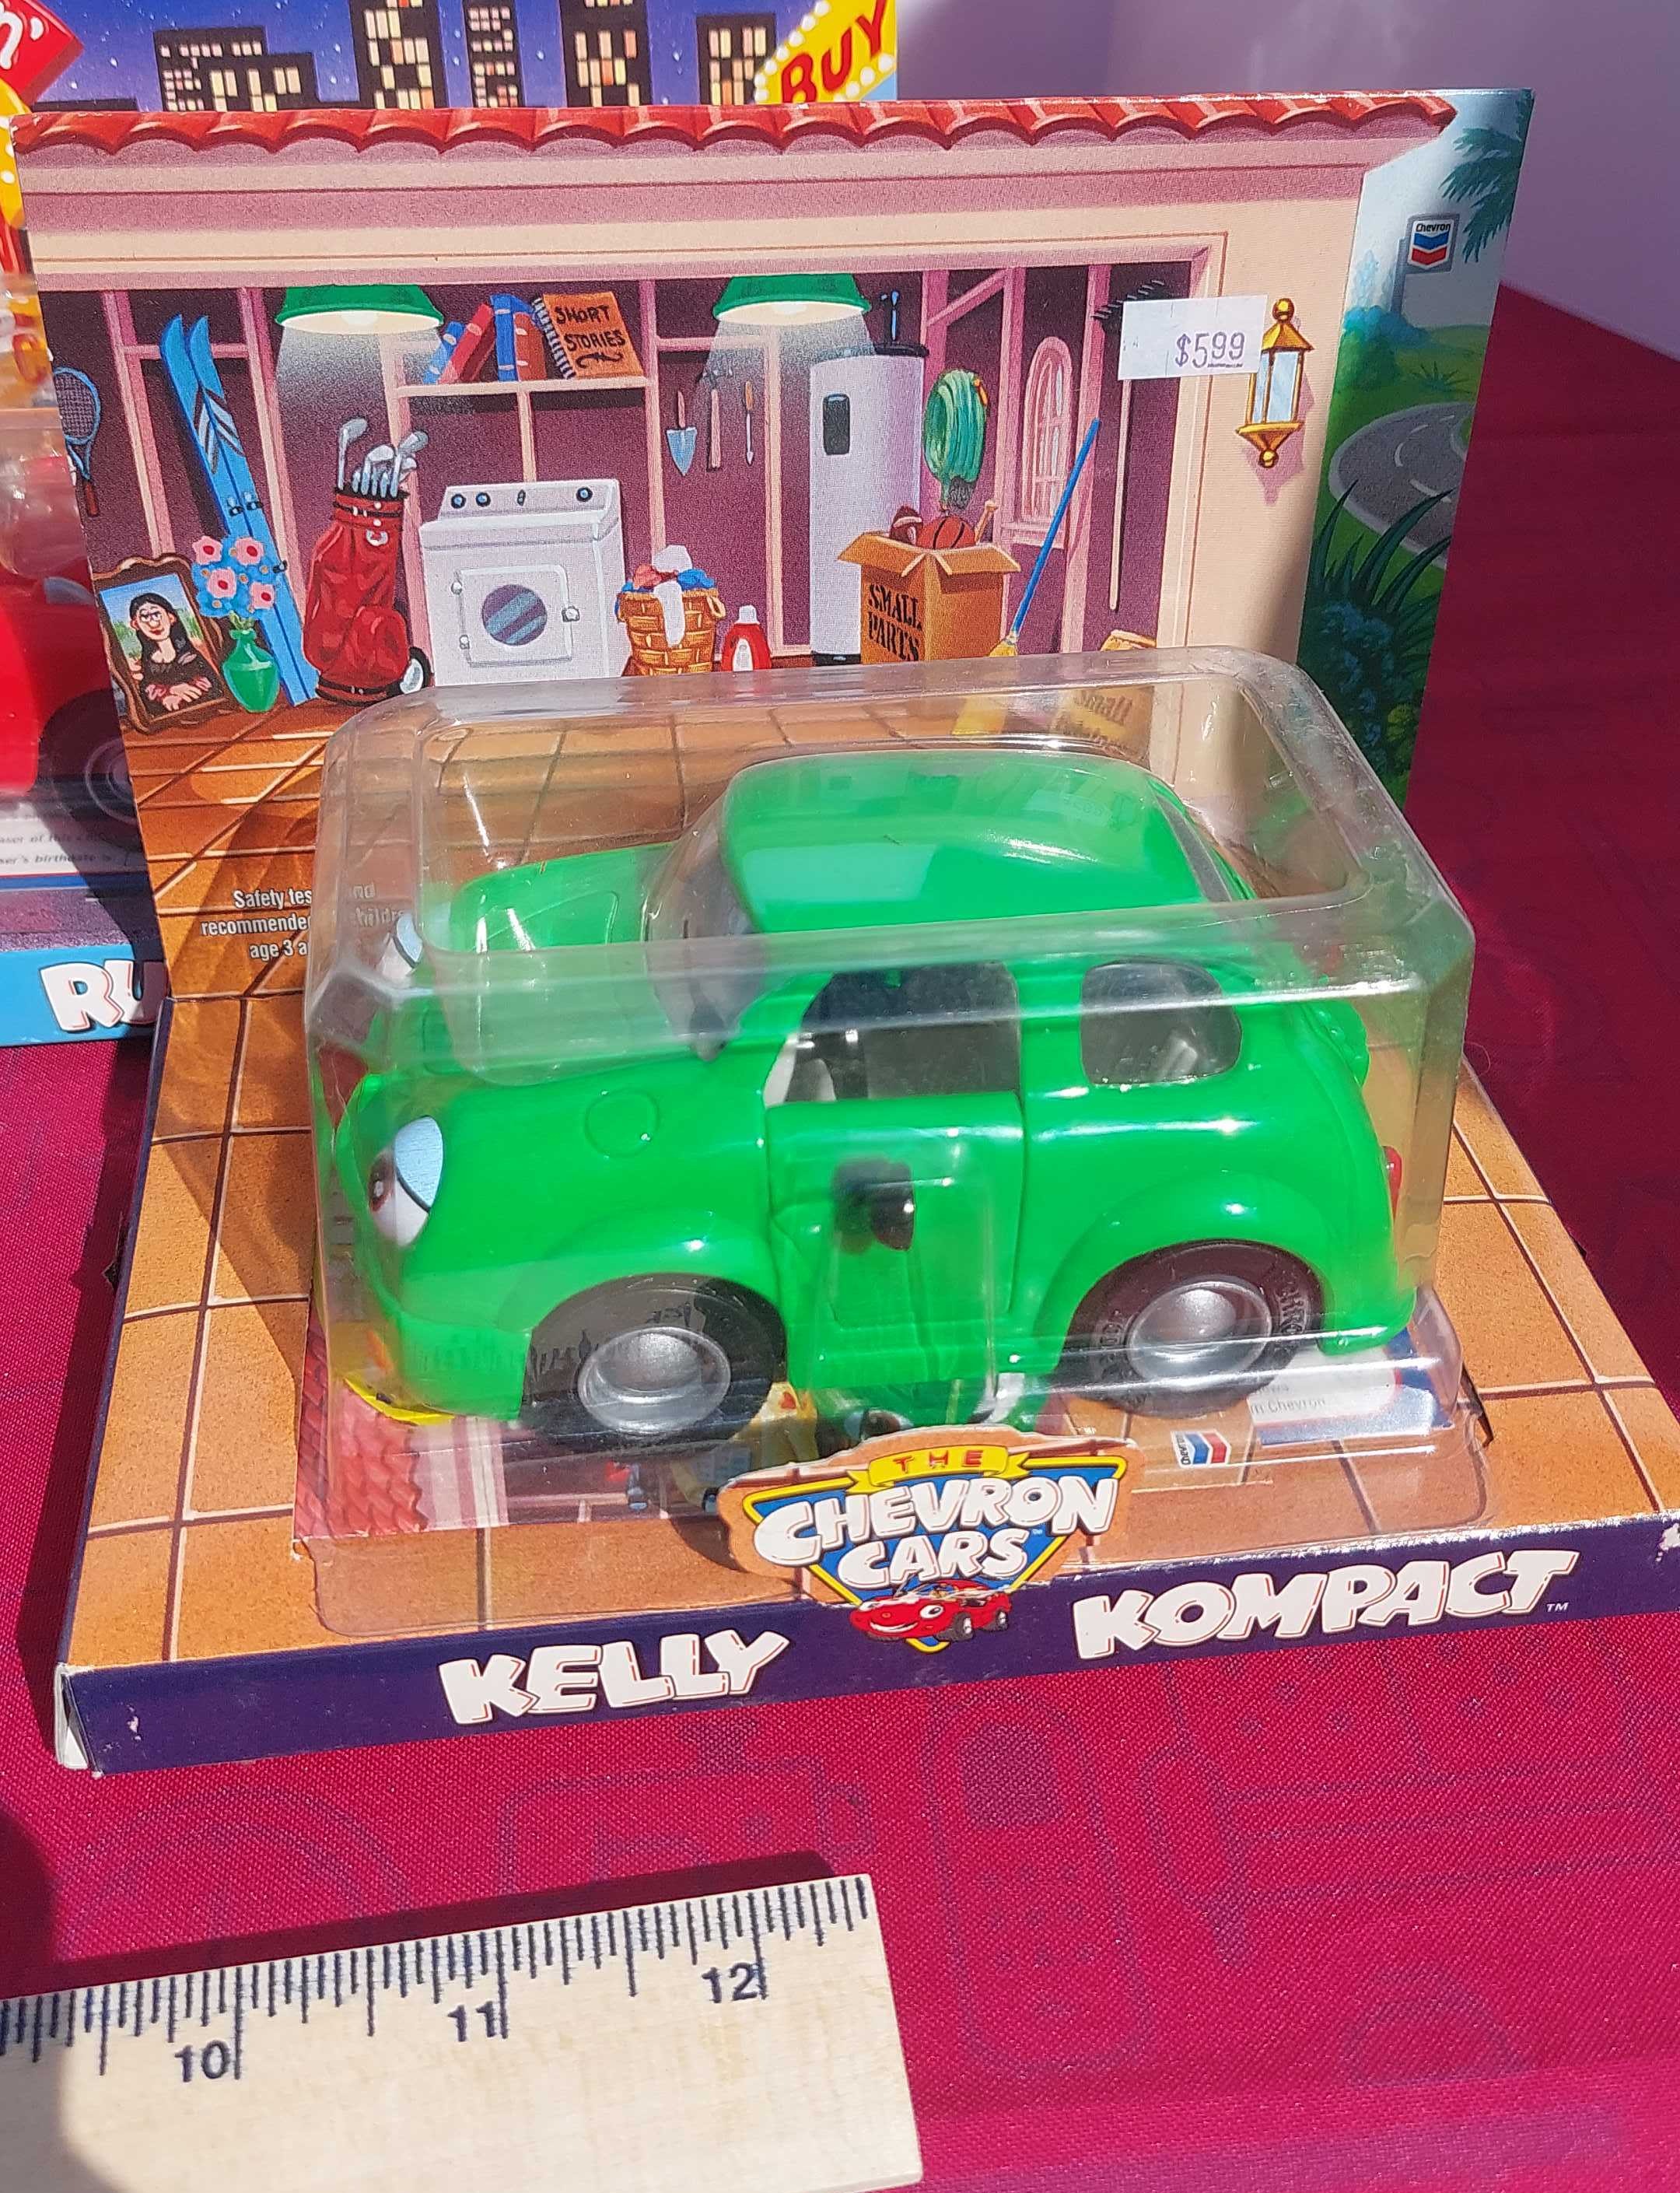 BUY
Chevron
SHORT
STORIES
$5.99
SMALL
PARTS
Safety
recommende
age 3
RU
Chevron
THE
CHEVRON
CARS
KELLY KOMPACT™
10 11 12